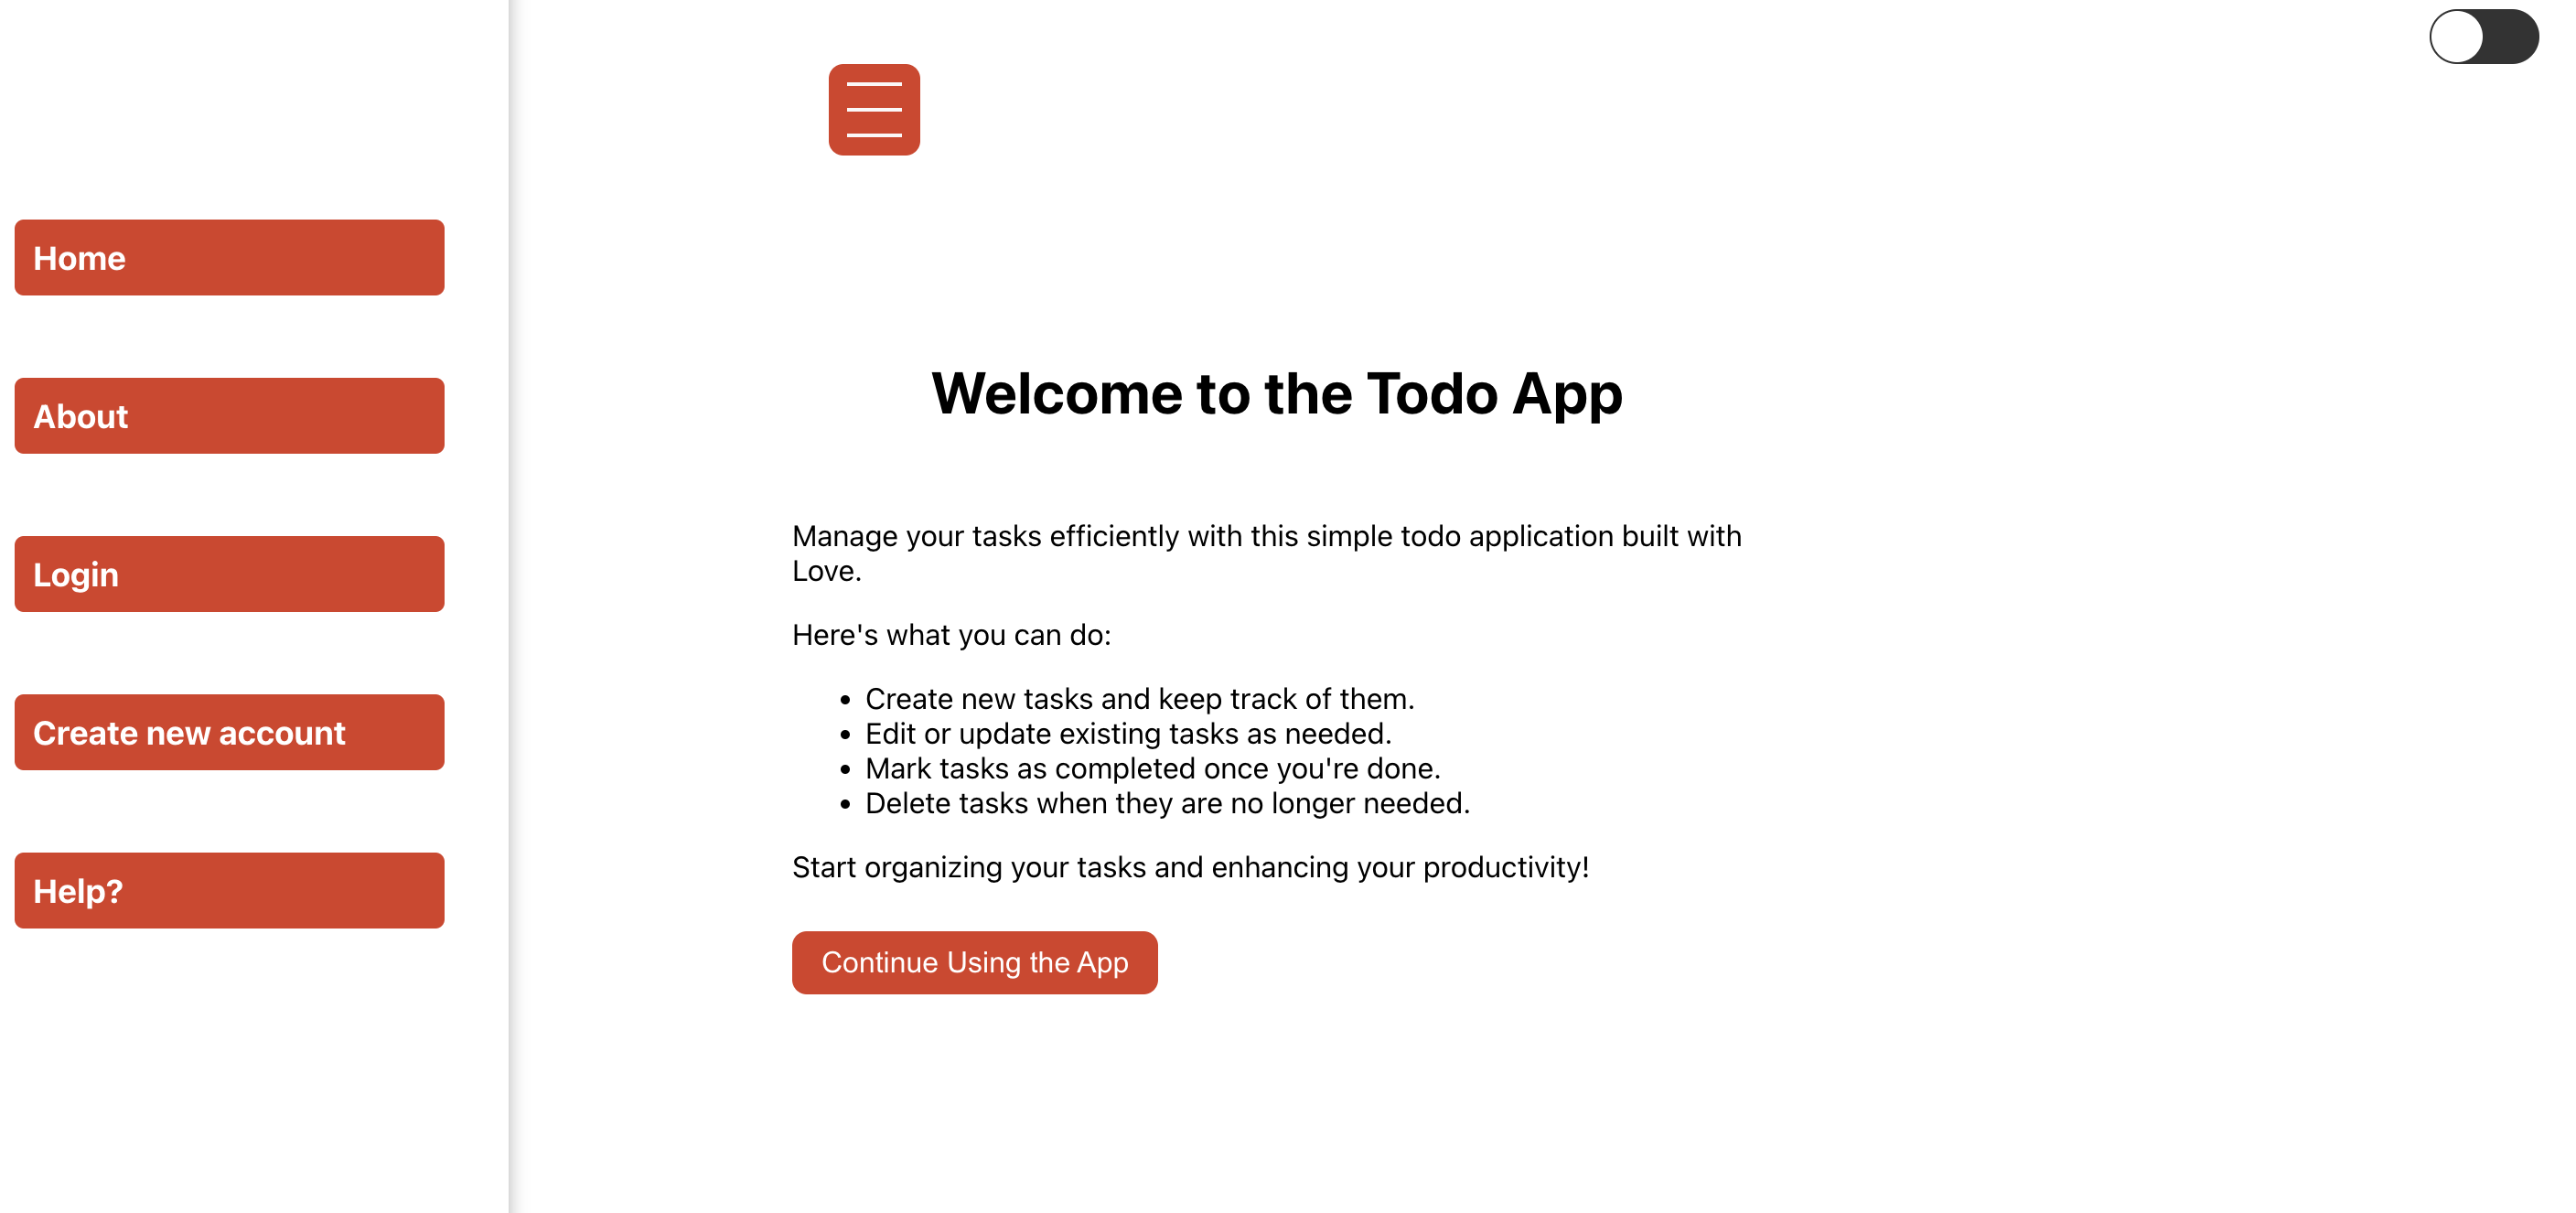 Home
About
Login
Create new account
Help?
Welcome to the Todo App
Manage your tasks efficiently with this simple todo application built with
Love.
Here's what you can do:
• Create new tasks and keep track of them.
• Edit or update existing tasks as needed.
• Mark tasks as completed once you're done.
• Delete tasks when they are no longer needed.
Start organizing your tasks and enhancing your productivity!
Continue Using the App